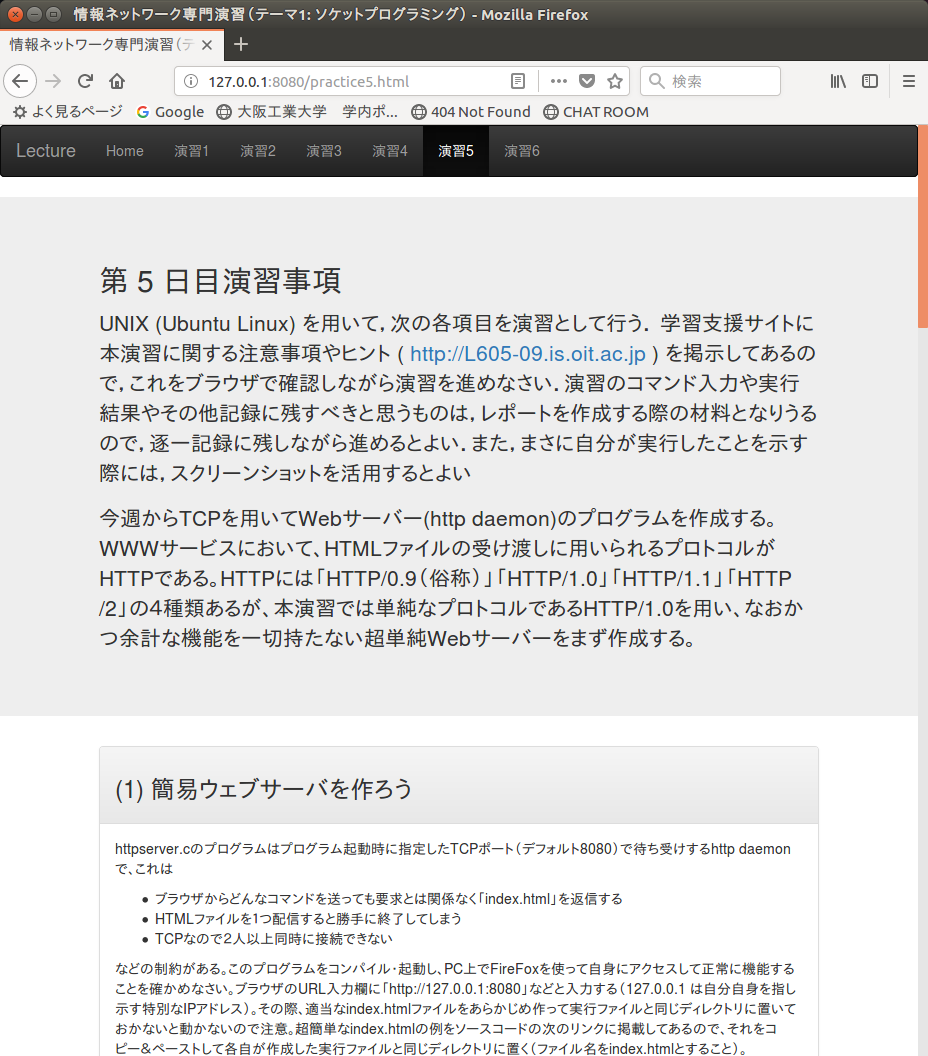 情報ネットワーク専門演習（テーマ1: ソケットプログラミング） - Mozilla Firefox
情報ネットワーク専門演習（テ
127.0.0.1:8080/practice5.html
検索
よく見るページ Google 大阪工業大学 学内ポ... 404 Not Found CHAT ROOM
Lecture Home 演習1 演習2 演習3 演習4 演習5 演習6
第 5 日目演習事項
UNIX (Ubuntu Linux) を用いて，次の各項目を演習として行う． 学習支援サイトに
本演習に関する注意事項やヒント ( http://L605-09.is.oit.ac.jp ) を掲示してあるの
で，これをブラウザで確認しながら演習を進めなさい．演習のコマンド入力や実行
結果やその他記録に残すべきと思うものは，レポートを作成する際の材料となりうる
ので，逐一記録に残しながら進めるとよい．また，まさに自分が実行したことを示す
際には，スクリーンショットを活用するとよい
今週からTCPを用いてWebサーバー(http daemon)のプログラムを作成する。
WWWサービスにおいて、HTMLファイルの受け渡しに用いられるプロトコルが
HTTPである。HTTPには「HTTP/0.9（俗称）」「HTTP/1.0」「HTTP/1.1」「HTTP
/2」の4種類あるが、本演習では単純なプロトコルであるHTTP/1.0を用い、なおか
つ余計な機能を一切持たない超単純Webサーバーをまず作成する。
(1) 簡易ウェブサーバを作ろう
httpserver.cのプログラムはプログラム起動時に指定したTCPポート（デフォルト8080）で待ち受けするhttp daemon
で、これは
• ブラウザからどんなコマンドを送っても要求とは関係なく「index.html」を返信する
• HTMLファイルを1つ配信すると勝手に終了してしまう
• TCPなので2人以上同時に接続できない
などの制約がある。このプログラムをコンパイル・起動し、PC上でFireFoxを使って自身にアクセスして正常に機能する
ことを確かめなさい。ブラウザのURL入力欄に「http://127.0.0.1:8080」などと入力する（127.0.0.1 は自分自身を指し
示す特別なIPアドレス）。その際、適当なindex.htmlファイルをあらかじめ作って実行ファイルと同じディレクトリに置いて
おかないと動かないので注意。超簡単なindex.htmlの例をソースコードの次のリンクに掲載してあるので、それをコ
ピー＆ペーストして各自が作成した実行ファイルと同じディレクトリに置く（ファイル名をindex.htmlとすること）。